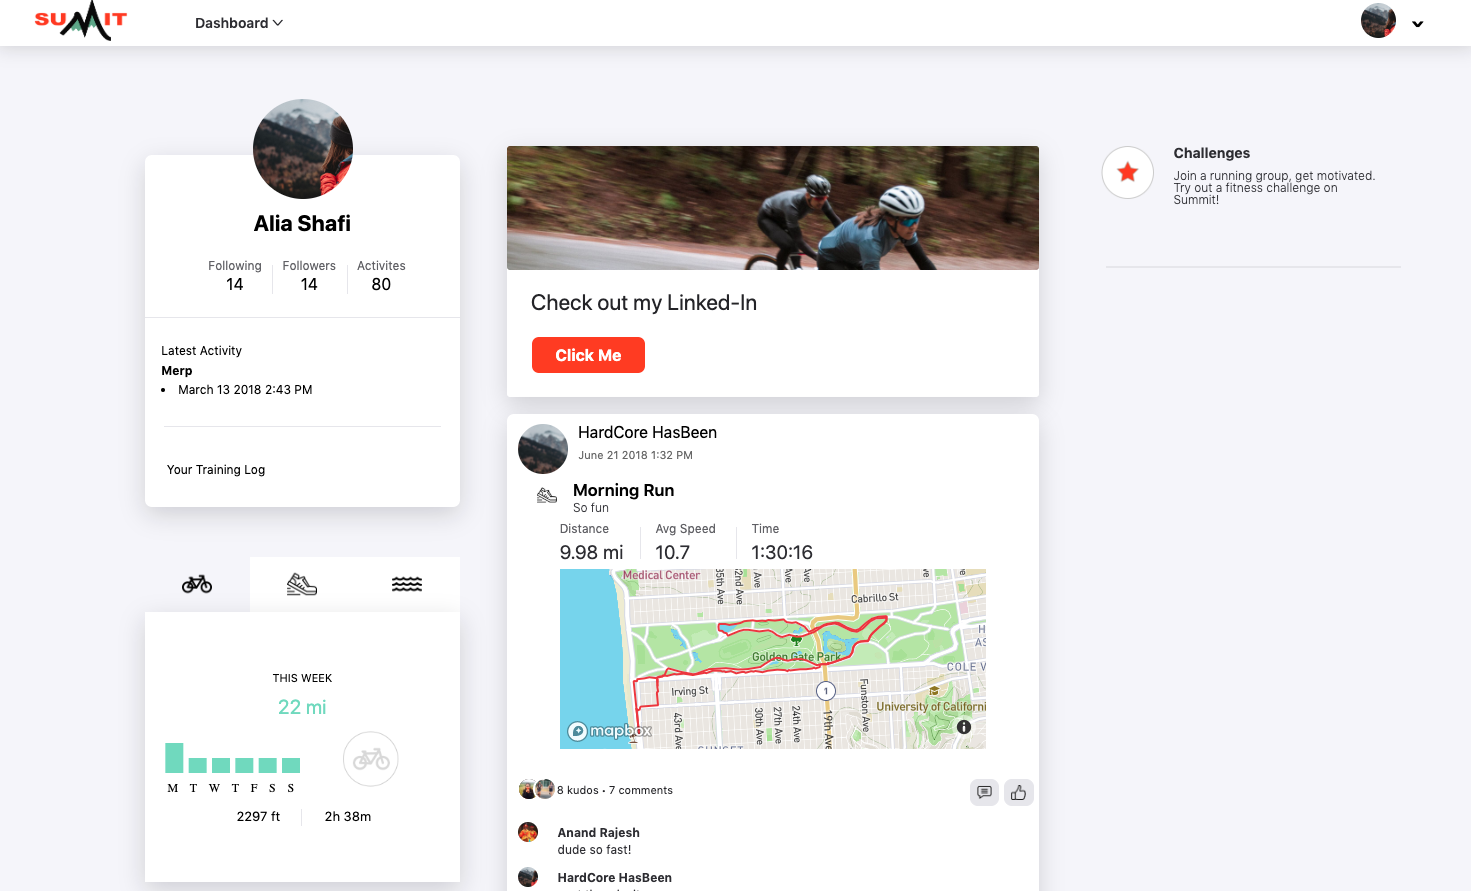 SUMIT
Dashboard
Alia Shafi
Following
Followers
Activites
14
14
80
Latest Activity
Merp
• March 13 2018 2:43 PM
Your Training Log
THIS WEEK
22 mi
M T W T F S S
2297 ft
2h 38m
Check out my Linked-In
Click Me
HardCore HasBeen
June 21 2018 1:32 PM
Morning Run
So fun
Distance
Avg Speed
Time
9.98 mi
10.7
1:30:16
Medical Center
35th Ave
32nd Ave
Ave
Ave
Ave
Cabrillo St
Golden Gate Park
COLE
Irving St
1
University of Californi
43rd Ave
30th Ave
27th Ave
24th Ave
19th Ave
Funston Ave
mapbox
SUNSET
8 kudos • 7 comments
Anand Rajesh
dude so fast!
HardCore HasBeen
Challenges
Join a running group, get motivated.
Try out a fitness challenge on
Summit!